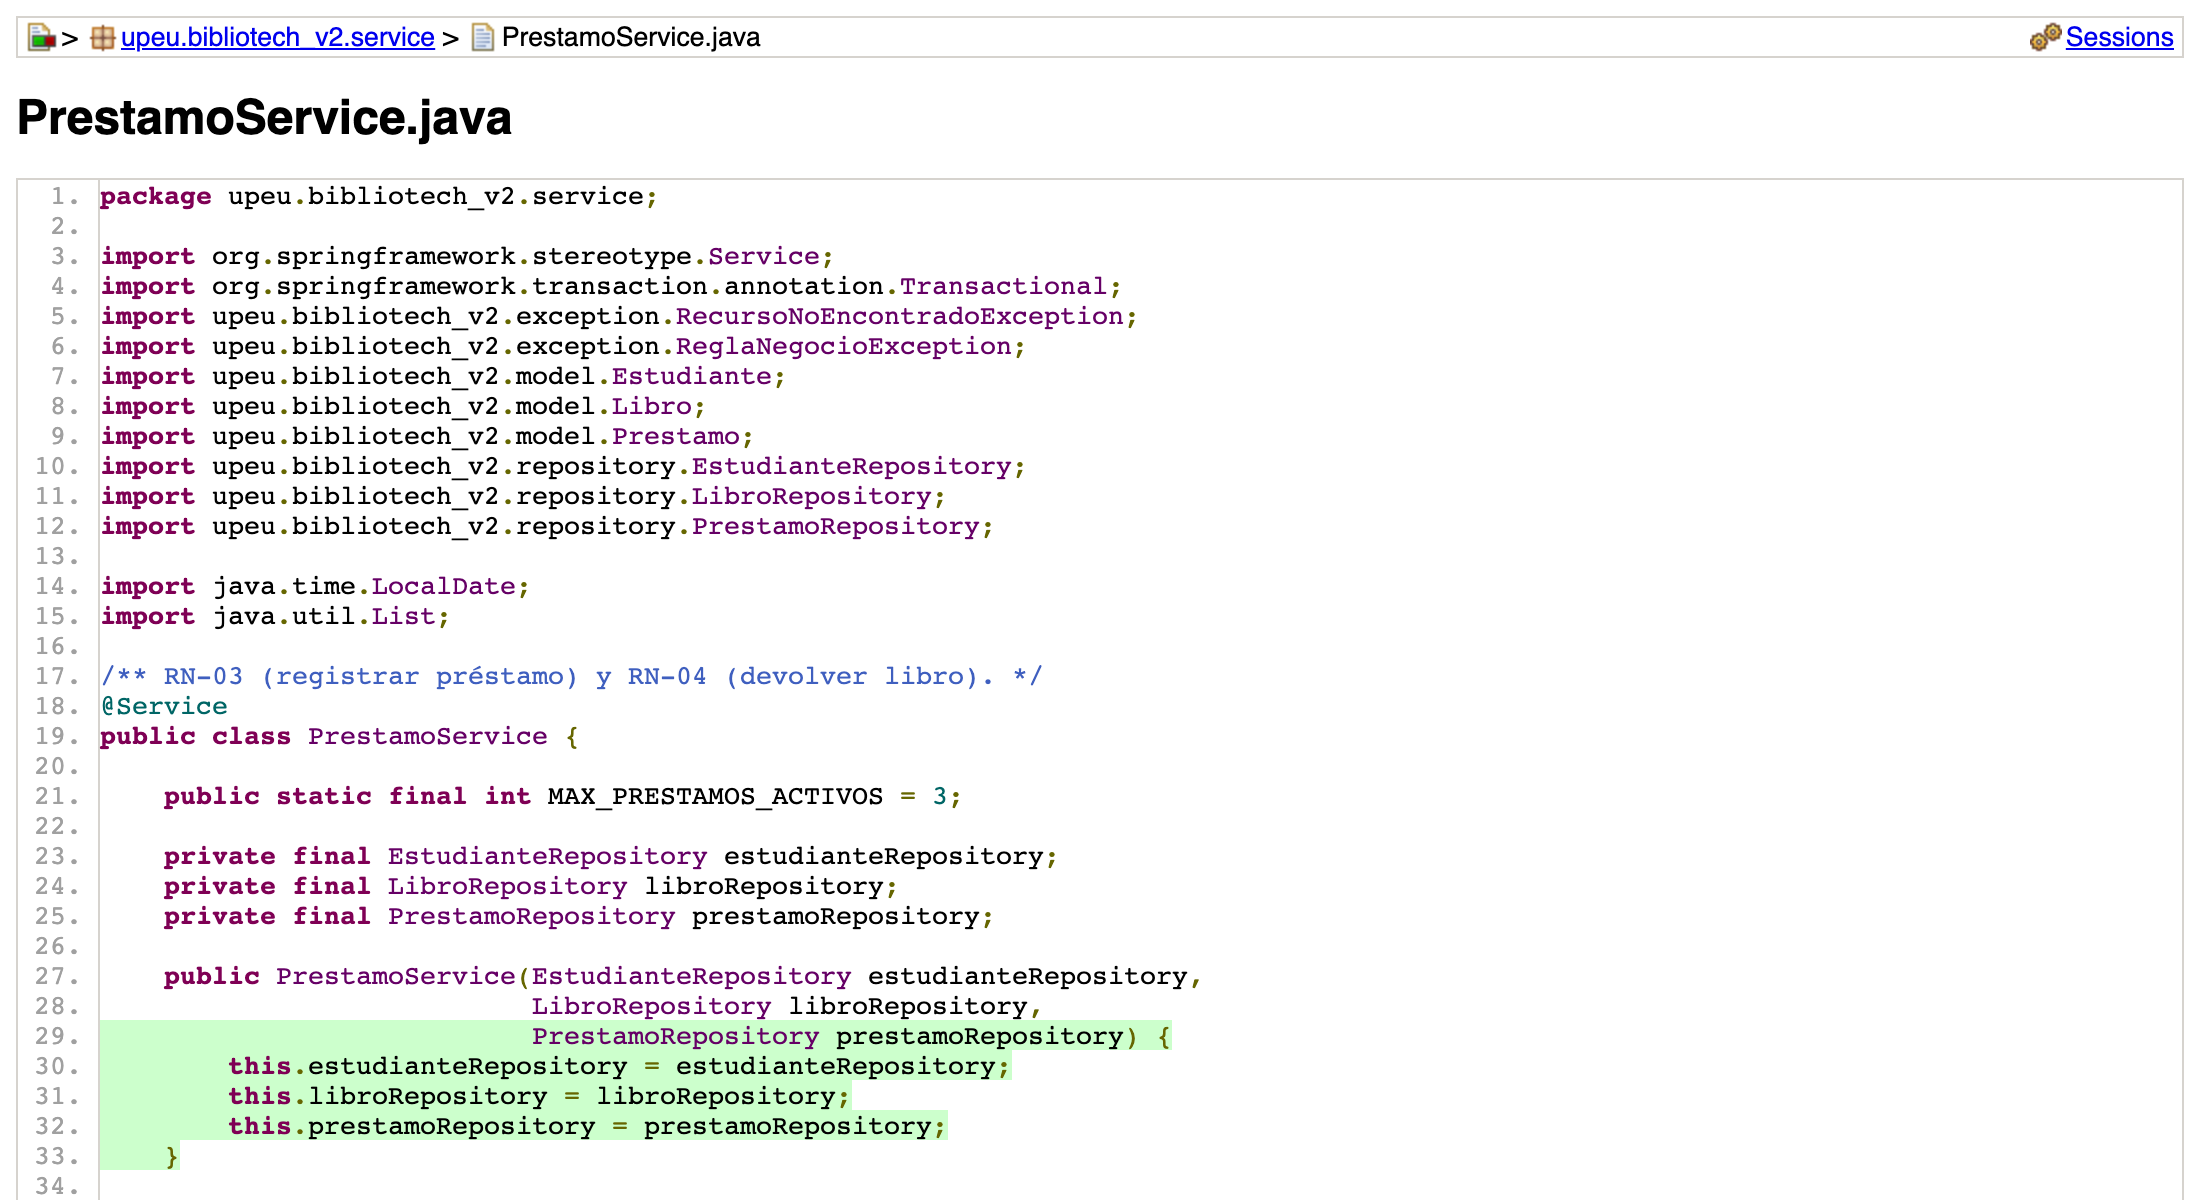 > upeu.bibliotech_v2.service > PrestamoService.java Sessions
PrestamoService.java
1. package upeu.bibliotech_v2.service;
2.
3. import org.springframework.stereotype.Service;
4. import org.springframework.transaction.annotation.Transactional;
5. import upeu.bibliotech_v2.exception.RecursoNoEncontradoException;
6. import upeu.bibliotech_v2.exception.ReglaNegocioException;
7. import upeu.bibliotech_v2.model.Estudiante;
8. import upeu.bibliotech_v2.model.Libro;
9. import upeu.bibliotech_v2.model.Prestamo;
10. import upeu.bibliotech_v2.repository.EstudianteRepository;
11. import upeu.bibliotech_v2.repository.LibroRepository;
12. import upeu.bibliotech_v2.repository.PrestamoRepository;
13.
14. import java.time.LocalDate;
15. import java.util.List;
16.
17. /** RN-03 (registrar préstamo) y RN-04 (devolver libro). */
18. @Service
19. public class PrestamoService {
20.
21.     public static final int MAX_PRESTAMOS_ACTIVOS = 3;
22.
23.     private final EstudianteRepository estudianteRepository;
24.     private final LibroRepository libroRepository;
25.     private final PrestamoRepository prestamoRepository;
26.
27.     public PrestamoService(EstudianteRepository estudianteRepository,
28.                            LibroRepository libroRepository,
29.                            PrestamoRepository prestamoRepository) {
30.         this.estudianteRepository = estudianteRepository;
31.         this.libroRepository = libroRepository;
32.         this.prestamoRepository = prestamoRepository;
33.     }
34.